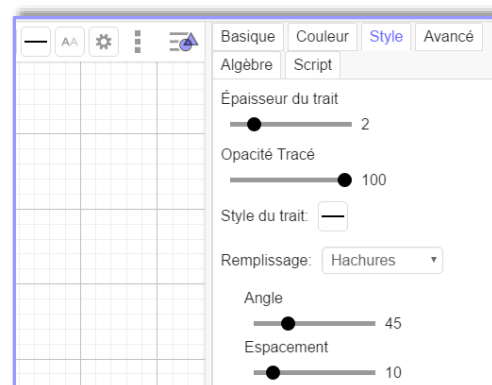 AA
Basique Couleur Style Avancé
Algèbre Script
Épaisseur du trait
2
Opacité Tracé
100
Style du trait:
Remplissage: Hachures
Angle
45
Espacement
10